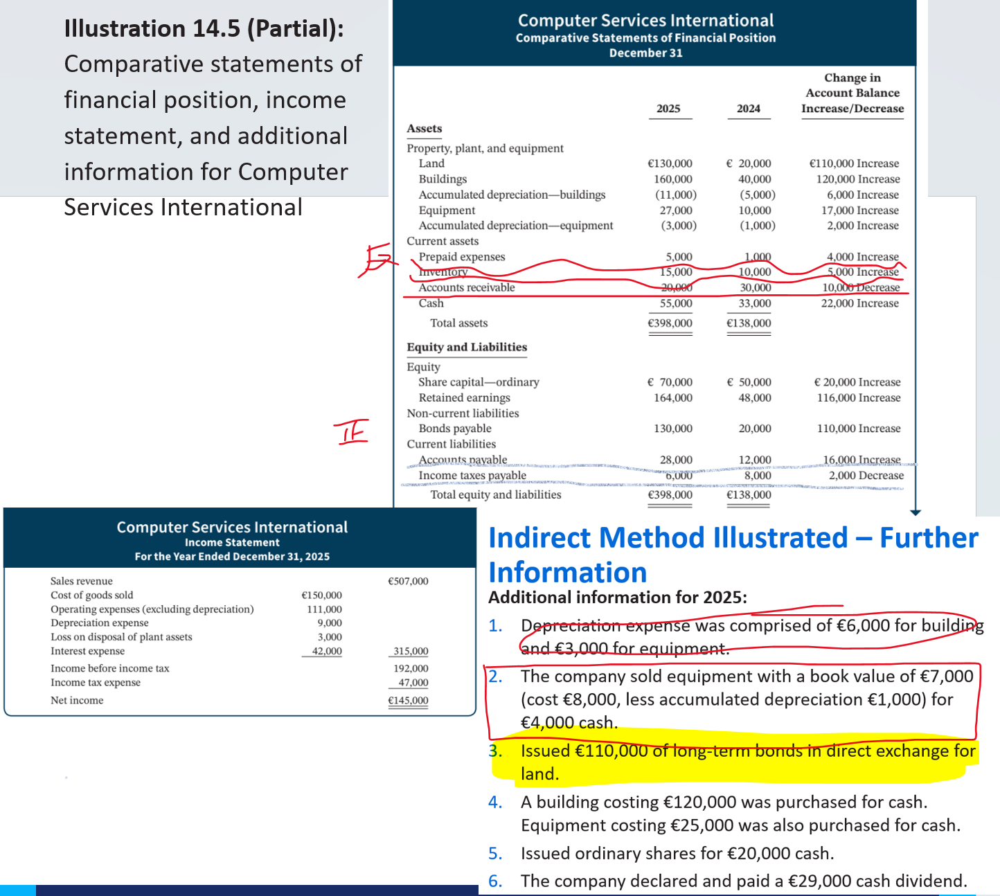 Illustration 14.5 (Partial):
Comparative statements of
financial position, income
statement, and additional
information for Computer
Services International
Computer Services International
Comparative Statements of Financial Position
December 31
Change in
Account Balance
2025 2024 Increase/Decrease
Assets
Property, plant, and equipment
Land €130,000 € 20,000 €110,000 Increase
Buildings 160,000 40,000 120,000 Increase
Accumulated depreciation—buildings (11,000) (5,000) 6,000 Increase
Equipment 27,000 10,000 17,000 Increase
Accumulated depreciation—equipment (3,000) (1,000) 2,000 Increase
Current assets
Prepaid expenses 5,000 1,000 4,000 Increase
Inventory 15,000 10,000 5,000 Increase
Accounts receivable 20,000 30,000 10,000 Decrease
Cash 55,000 33,000 22,000 Increase
Total assets €398,000 €138,000
Equity and Liabilities
Equity
Share capital—ordinary € 70,000 € 50,000 € 20,000 Increase
Retained earnings 164,000 48,000 116,000 Increase
Non-current liabilities
Bonds payable 130,000 20,000 110,000 Increase
Current liabilities
Accounts payable 28,000 12,000 16,000 Increase
Income taxes payable 6,000 8,000 2,000 Decrease
Total equity and liabilities €398,000 €138,000
Computer Services International
Income Statement
For the Year Ended December 31, 2025
Sales revenue €507,000
Cost of goods sold €150,000
Operating expenses (excluding depreciation) 111,000
Depreciation expense 9,000
Loss on disposal of plant assets 3,000
Interest expense 42,000 315,000
Income before income tax 192,000
Income tax expense 47,000
Net income €145,000
Indirect Method Illustrated – Further
Information
Additional information for 2025:
1. Depreciation expense was comprised of €6,000 for building
and €3,000 for equipment.
2. The company sold equipment with a book value of €7,000
(cost €8,000, less accumulated depreciation €1,000) for
€4,000 cash.
3. Issued €110,000 of long-term bonds in direct exchange for
land.
4. A building costing €120,000 was purchased for cash.
Equipment costing €25,000 was also purchased for cash.
5. Issued ordinary shares for €20,000 cash.
6. The company declared and paid a €29,000 cash dividend.